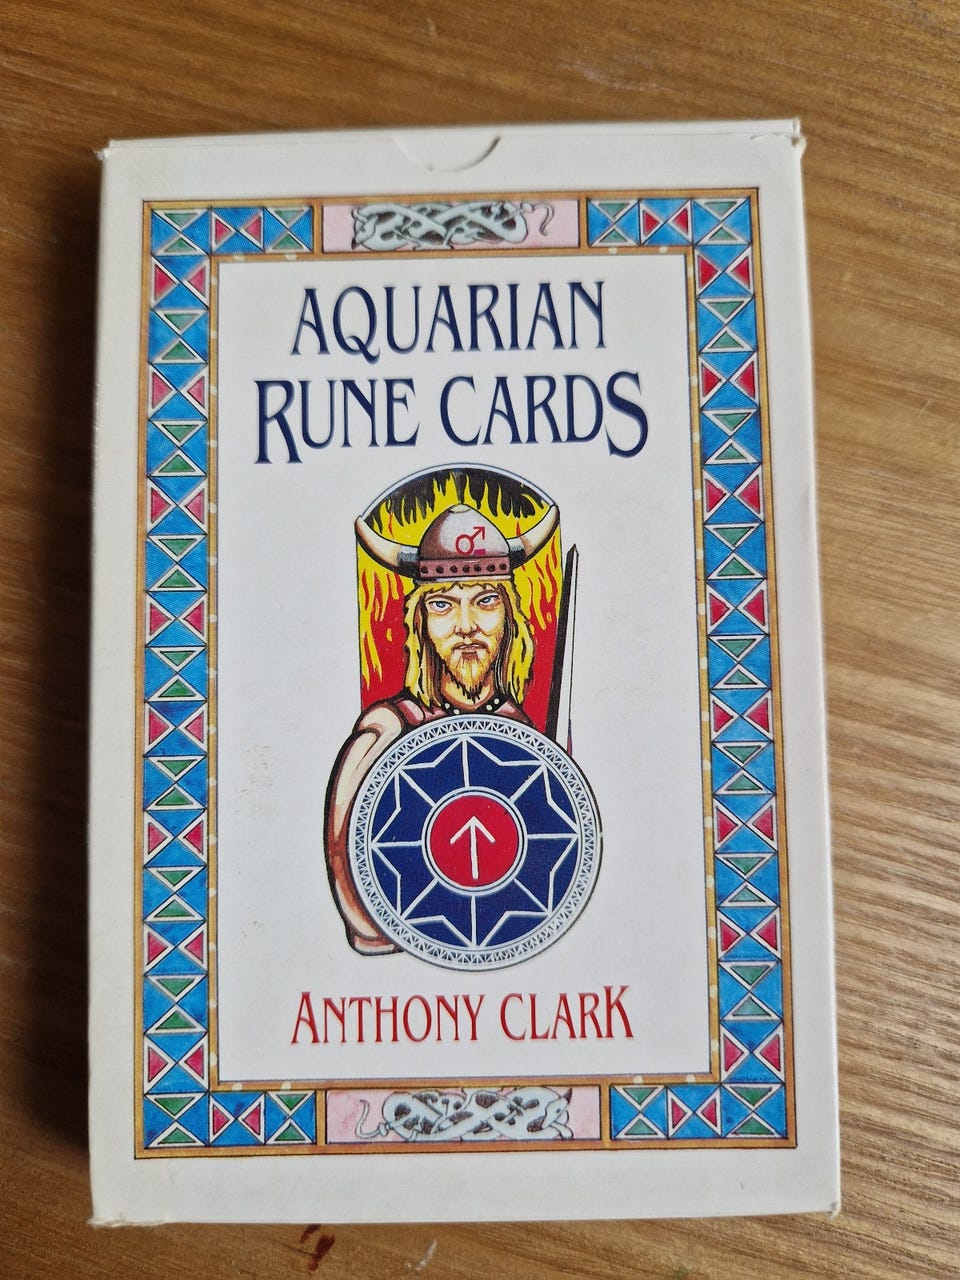 AQUARIAN
RUNE CARDS
♂
↑
ANTHONY CLARK